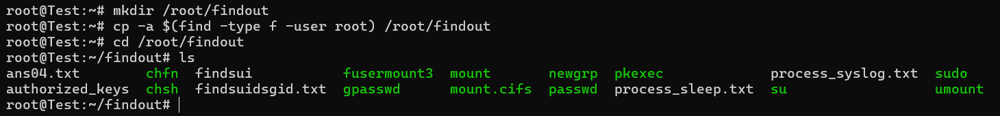 root@Test:~# mkdir /root/findout
root@Test:~# cp -a $(find -type f -user root) /root/findout
root@Test:~# cd /root/findout
root@Test:~/findout# ls
ans04.txt        chfn  findsui           fusermount3  mount       newgrp  pkexec             process_syslog.txt  sudo
authorized_keys  chsh  findsuidsgid.txt  gpasswd      mount.cifs  passwd  process_sleep.txt  su                  umount
root@Test:~/findout#